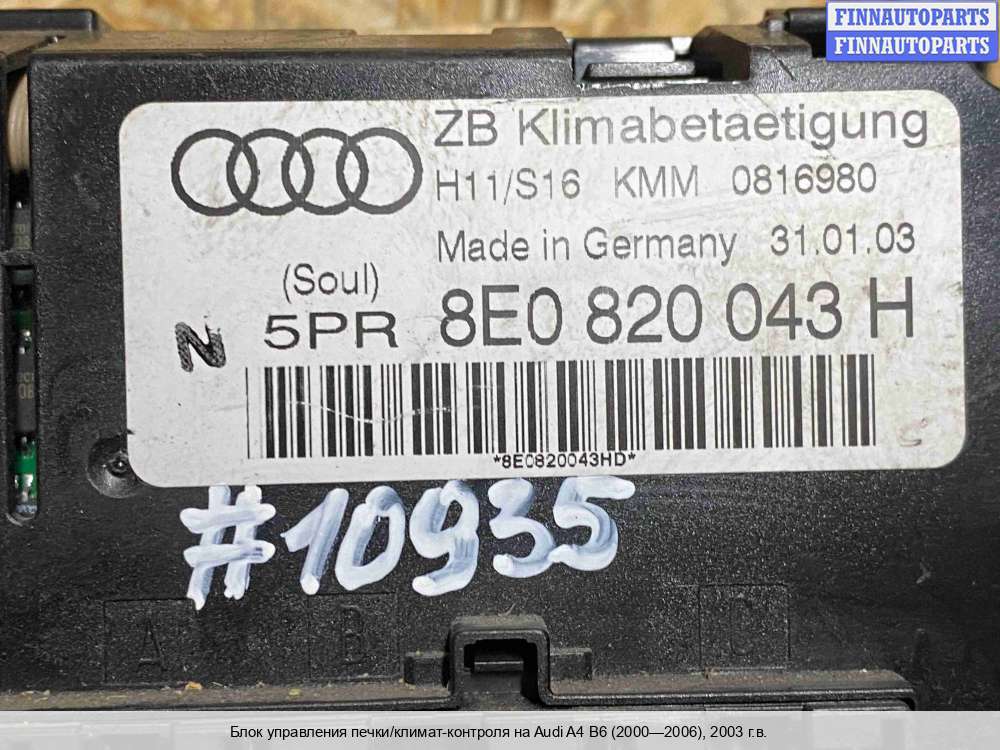 FINNAUTOPARTS
FINNAUTOPARTS
ZB Klimabetaetigung
H11/S16 KMM 0816980
Made in Germany 31.01.03
(Soul)
N 5PR 8E0 820 043 H
*8E0820043HD*
#10935
A B C
Блок управления печки/климат-контроля на Audi A4 B6 (2000—2006), 2003 г.в.